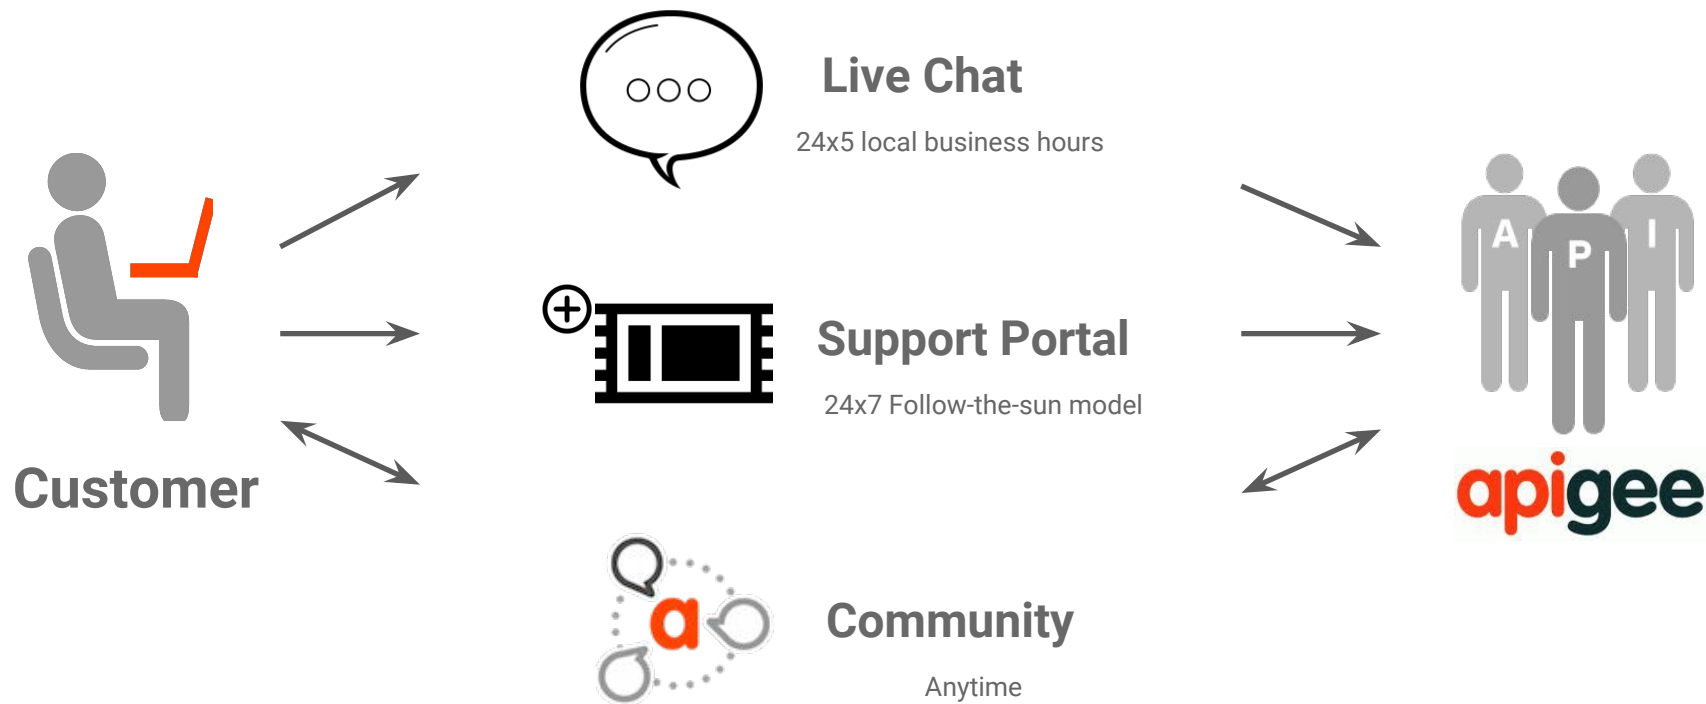 Live Chat
24x5 local business hours
A P I
Support Portal
24x7 Follow-the-sun model
Customer
apigee
a
Community
Anytime